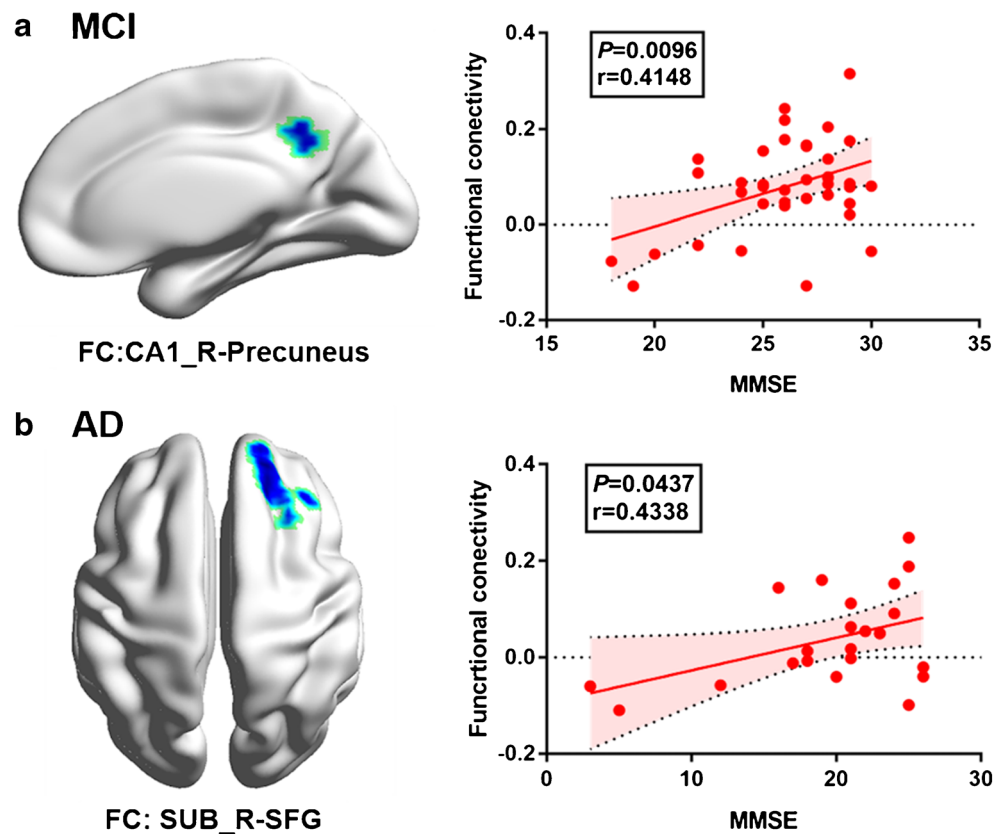 a MCI
P=0.0096
r=0.4148
Funcrtional conectivity
0.4
0.2
0.0
-0.2
15 20 25 30 35
MMSE
FC:CA1_R-Precuneus
b AD
P=0.0437
r=0.4338
Funcrtional conectivity
0.4
0.2
0.0
-0.2
0 10 20 30
MMSE
FC: SUB_R-SFG